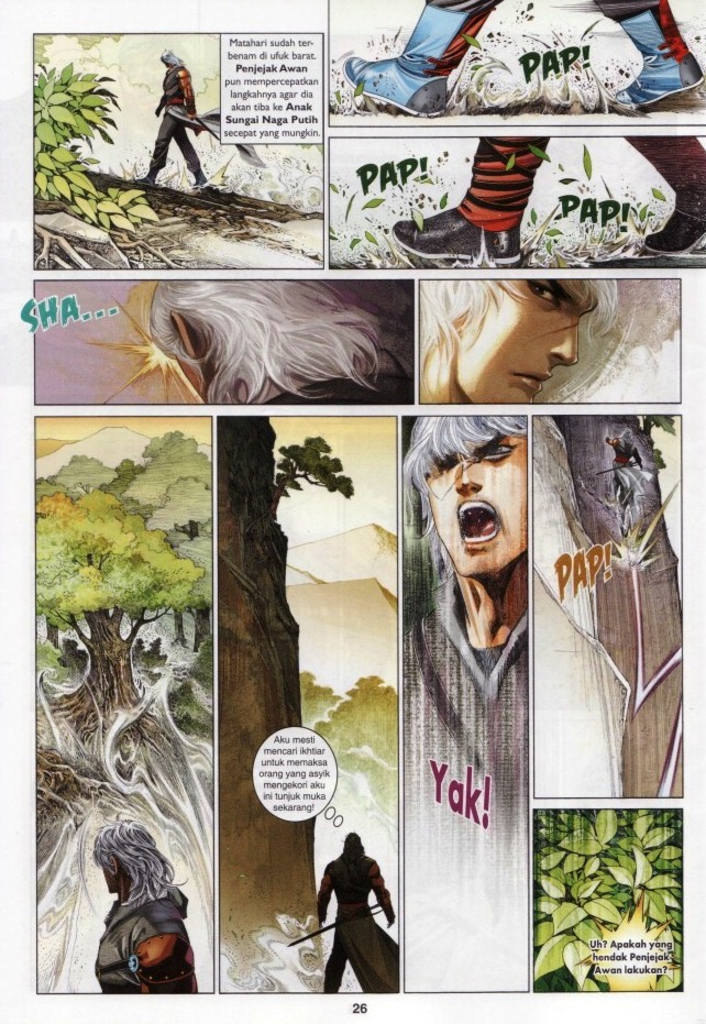 Matahari sudah ter-
benam di ufuk barat.
Penjejak Awan
pun mempercepatkan
langkahnya agar dia
akan tiba ke Anak
Sungai Naga Putih
secepat yang mungkin.
PAP!
PAP!
PAP!
SHA...
Aku mesti
mencari ikhtiar
untuk memaksa
orang yang asyik
mengekori aku
ini tunjuk muka
sekarang!
Yak!
PAP!
Uh? Apakah yang
hendak Penjejak
Awan lakukan?
26